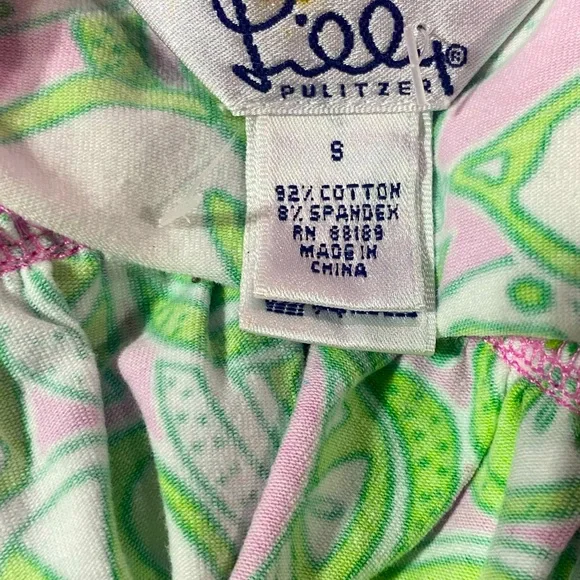 Lilly ®
PULITZER
S
92% COTTON
8% SPANDEX
RN 88189
MADE IN
CHINA